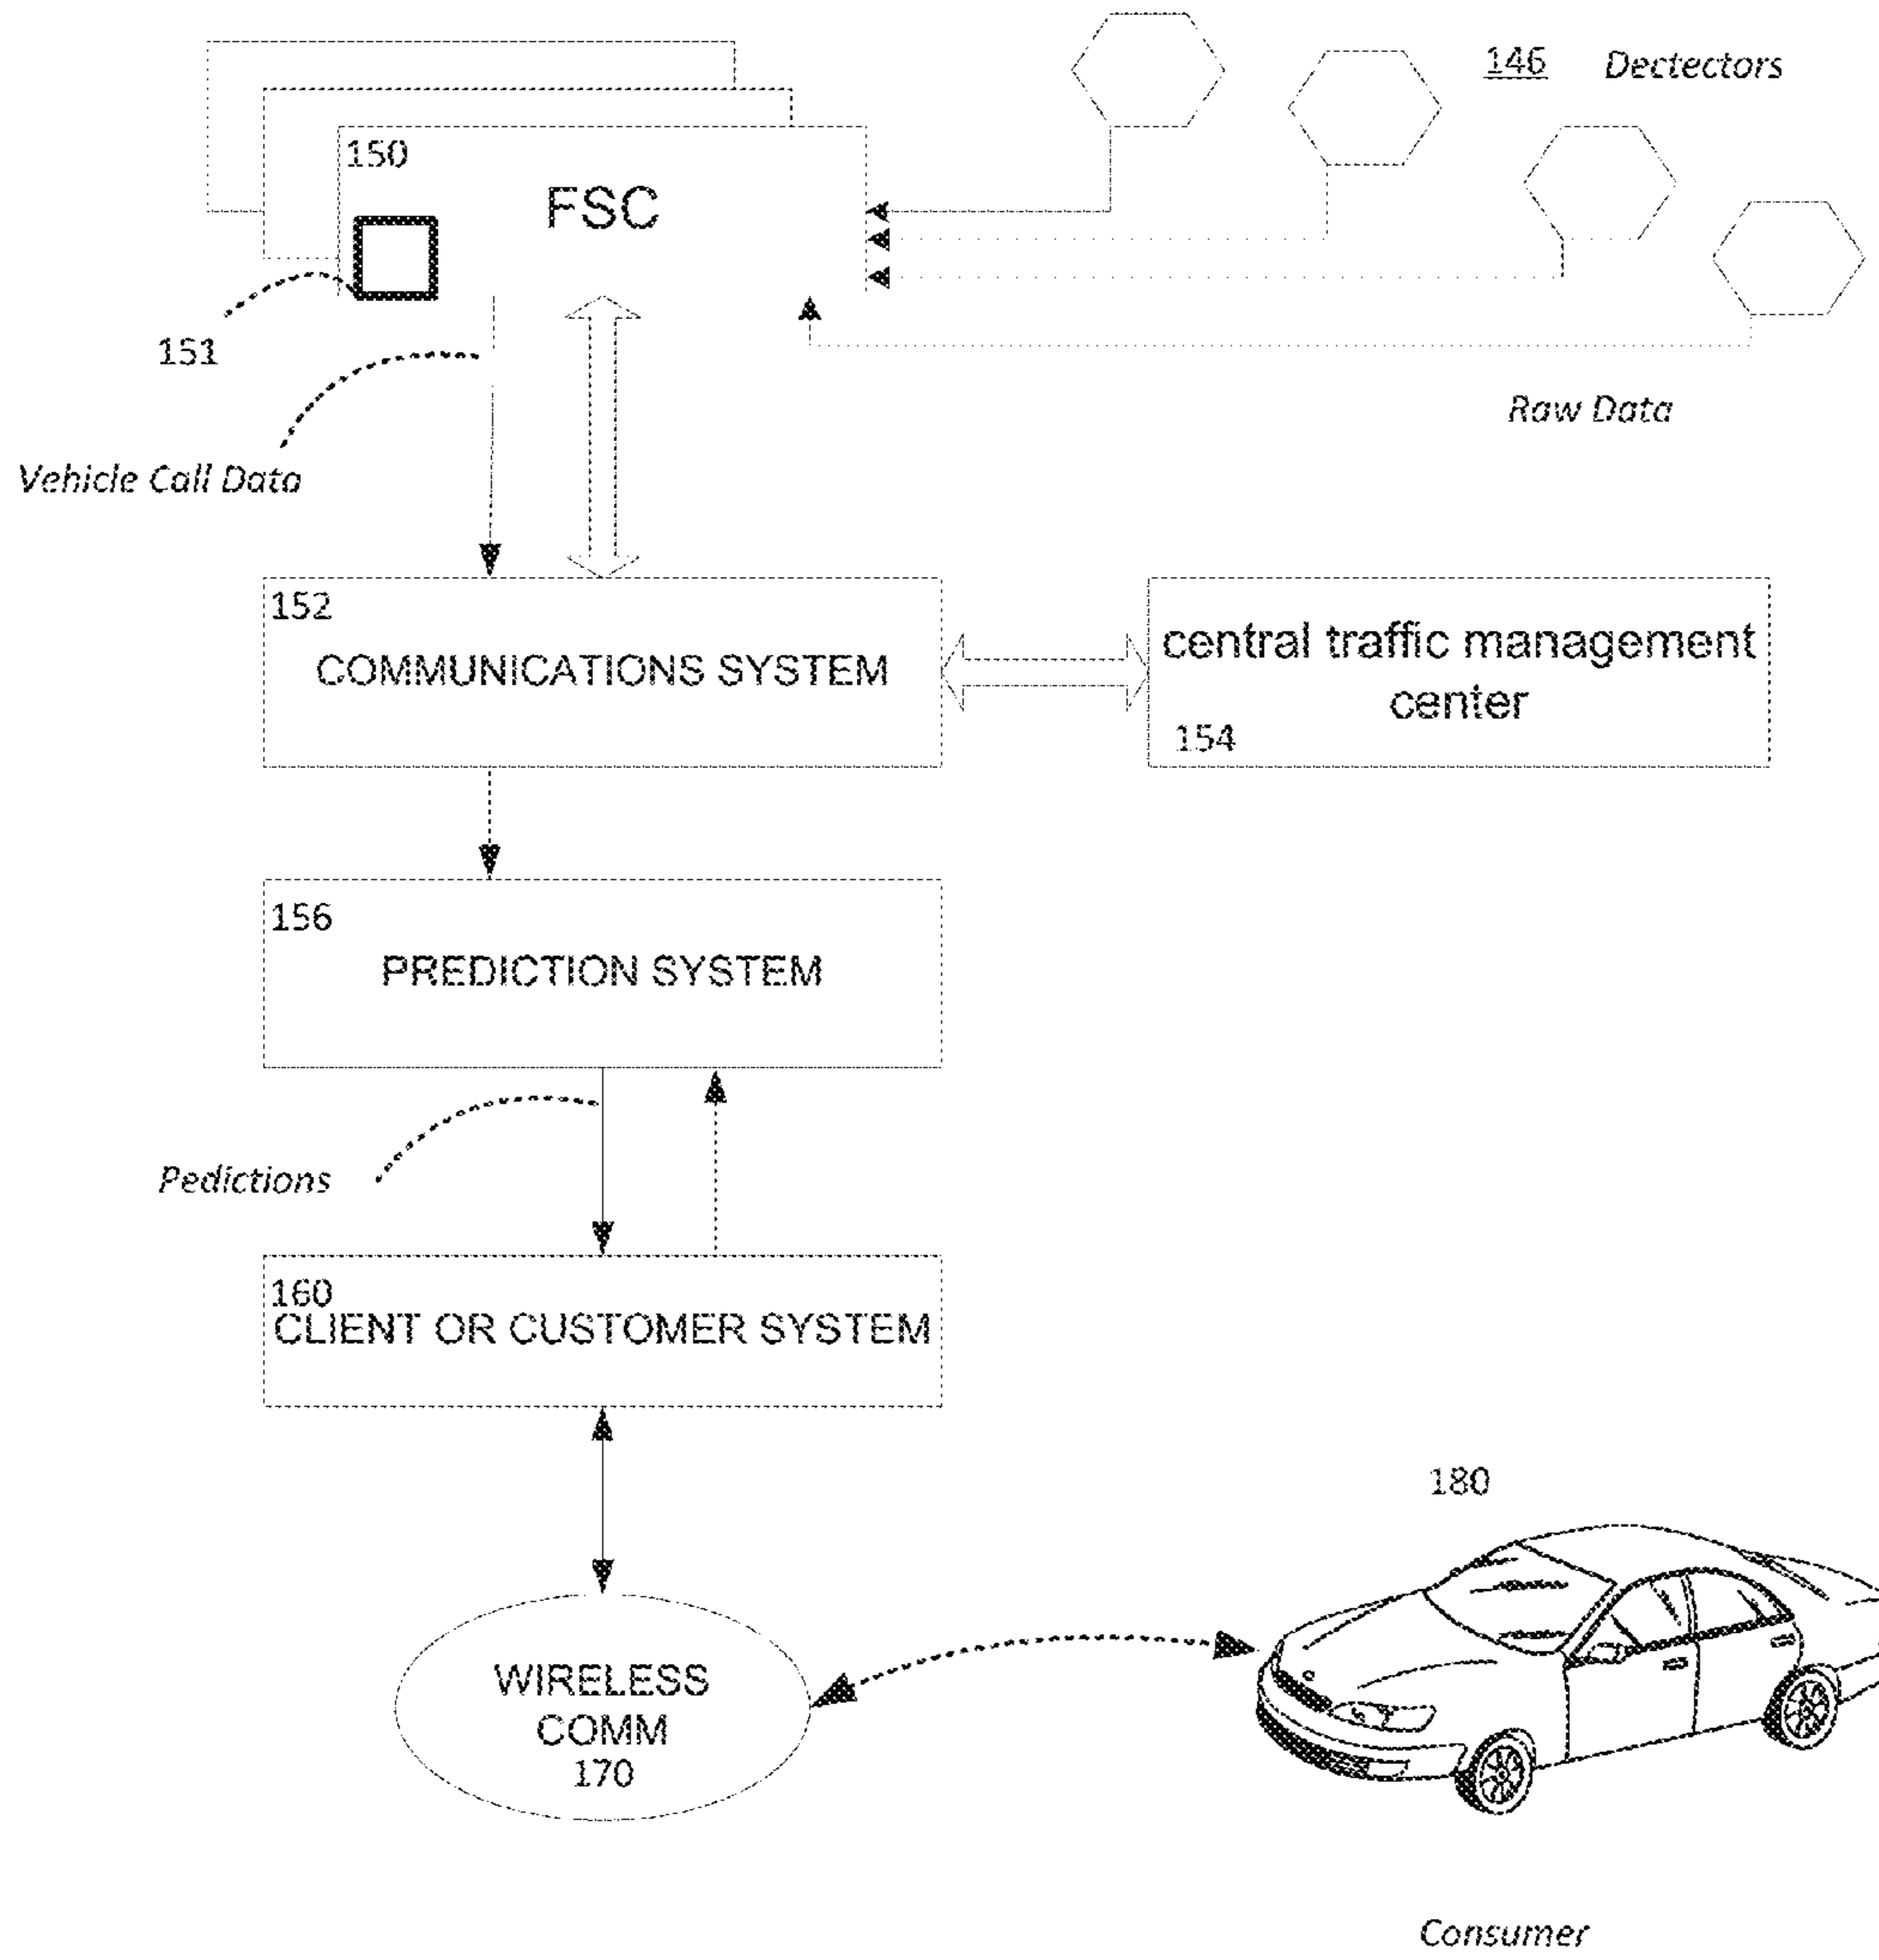 146 Dectectors
150
FSC
151
Raw Data
Vehicle Call Data
152
COMMUNICATIONS SYSTEM
central traffic management
center
154
156
PREDICTION SYSTEM
Pedictions
160
CLIENT OR CUSTOMER SYSTEM
180
WIRELESS
COMM
170
Consumer